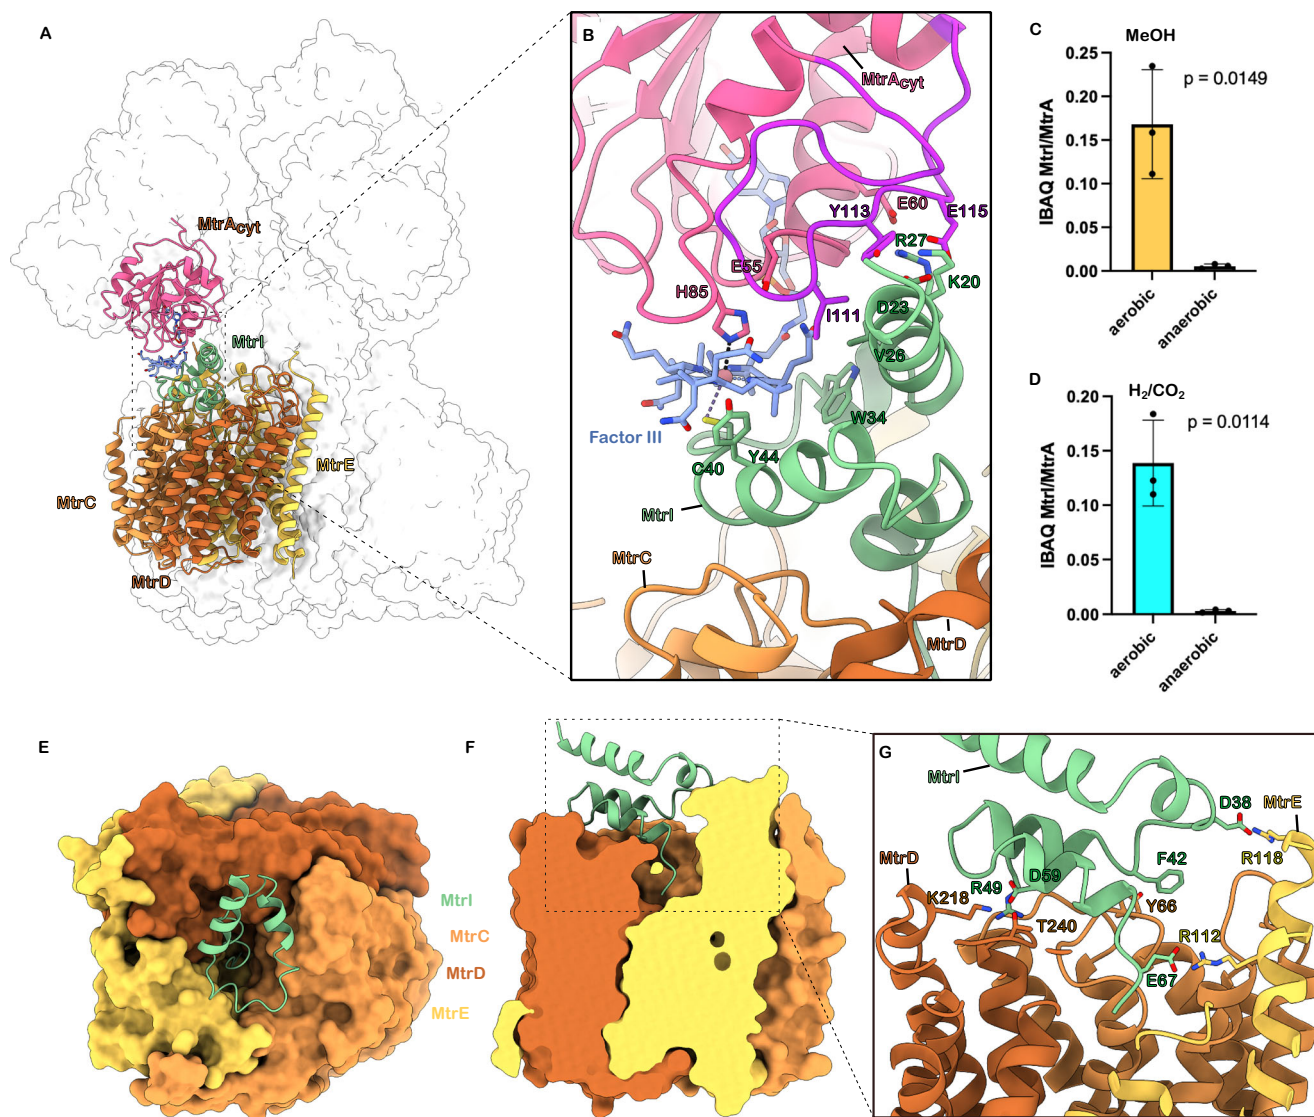 A
MtrAcyt
MtrI
MtrE
MtrC
MtrD
B
MtrAcyt
E60
Y113
E115
R27
E55
K20
H85
D23
I111
V26
W34
Factor III
Y44
C40
MtrI
MtrC
MtrD
C
MeOH
p = 0.0149
IBAQ MtrI/MtrA
0.25
0.20
0.15
0.10
0.05
0.00
aerobic
anaerobic
D
H₂/CO₂
p = 0.0114
IBAQ MtrI/MtrA
0.20
0.15
0.10
0.05
0.00
aerobic
anaerobic
E
MtrI
MtrC
MtrD
MtrE
F
G
MtrI
D38
MtrE
R118
MtrD
F42
D59
R49
K218
Y66
T240
R112
E67